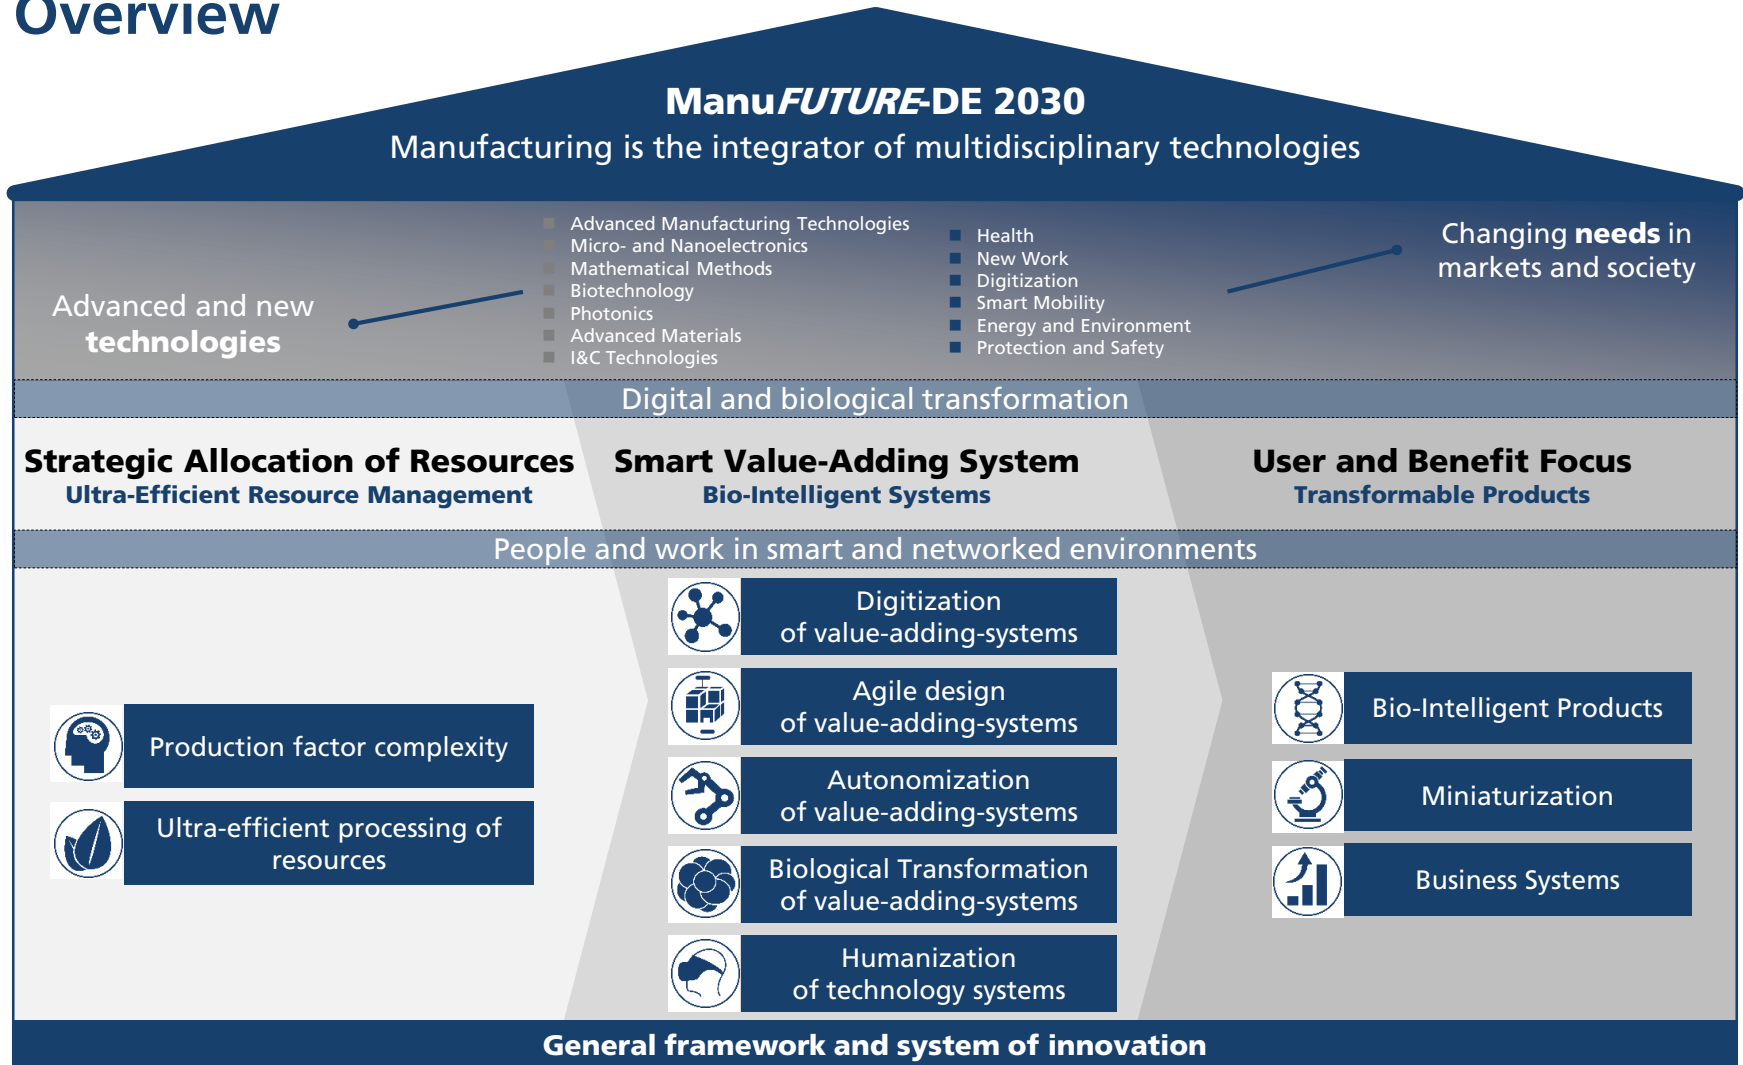 Overview
ManuFUTURE-DE 2030
Manufacturing is the integrator of multidisciplinary technologies
Advanced and new
technologies
Advanced Manufacturing Technologies
Micro- and Nanoelectronics
Mathematical Methods
Biotechnology
Photonics
Advanced Materials
I&C Technologies
Health
New Work
Digitization
Smart Mobility
Energy and Environment
Protection and Safety
Changing needs in
markets and society
Digital and biological transformation
Strategic Allocation of Resources
Ultra-Efficient Resource Management
Smart Value-Adding System
Bio-Intelligent Systems
User and Benefit Focus
Transformable Products
People and work in smart and networked environments
Production factor complexity
Ultra-efficient processing of
resources
Digitization
of value-adding-systems
Agile design
of value-adding-systems
Autonomization
of value-adding-systems
Biological Transformation
of value-adding-systems
Humanization
of technology systems
Bio-Intelligent Products
Miniaturization
Business Systems
General framework and system of innovation